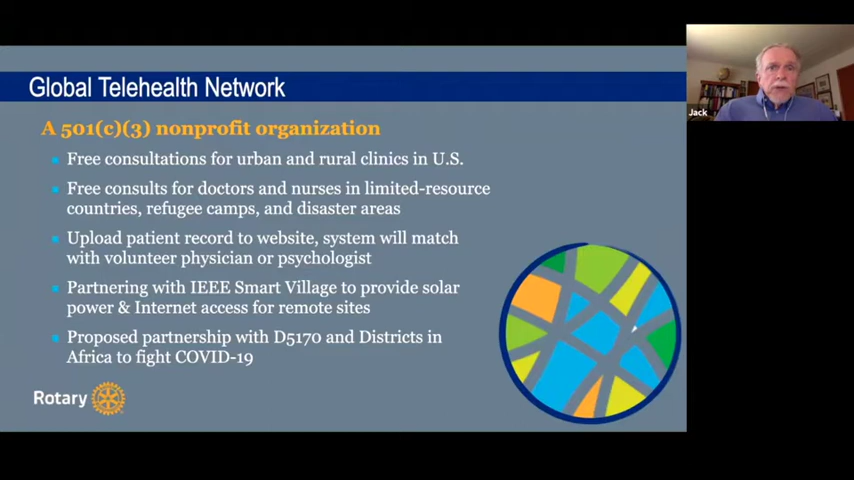 Global Telehealth Network
A 501(c)(3) nonprofit organization
Free consultations for urban and rural clinics in U.S.
Free consults for doctors and nurses in limited-resource
countries, refugee camps, and disaster areas
Upload patient record to website, system will match
with volunteer physician or psychologist
Partnering with IEEE Smart Village to provide solar
power & Internet access for remote sites
Proposed partnership with D5170 and Districts in
Africa to fight COVID-19
Rotary
Jack